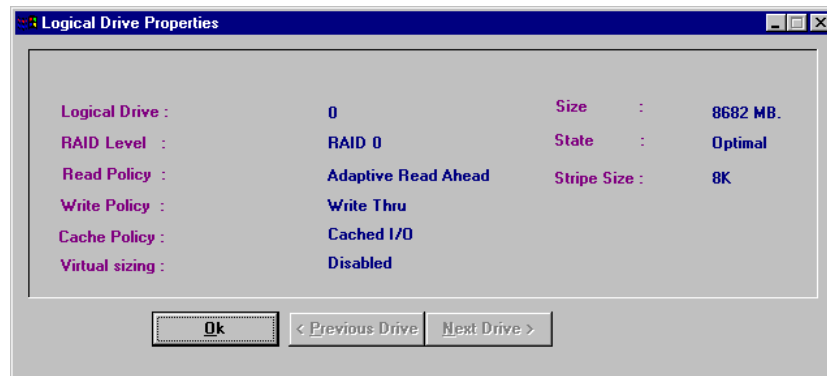 Logical Drive Properties
Logical Drive : 0 Size : 8682 MB.
RAID Level : RAID 0 State : Optimal
Read Policy : Adaptive Read Ahead Stripe Size : 8K
Write Policy : Write Thru
Cache Policy : Cached I/O
Virtual sizing : Disabled
Ok < Previous Drive Next Drive >